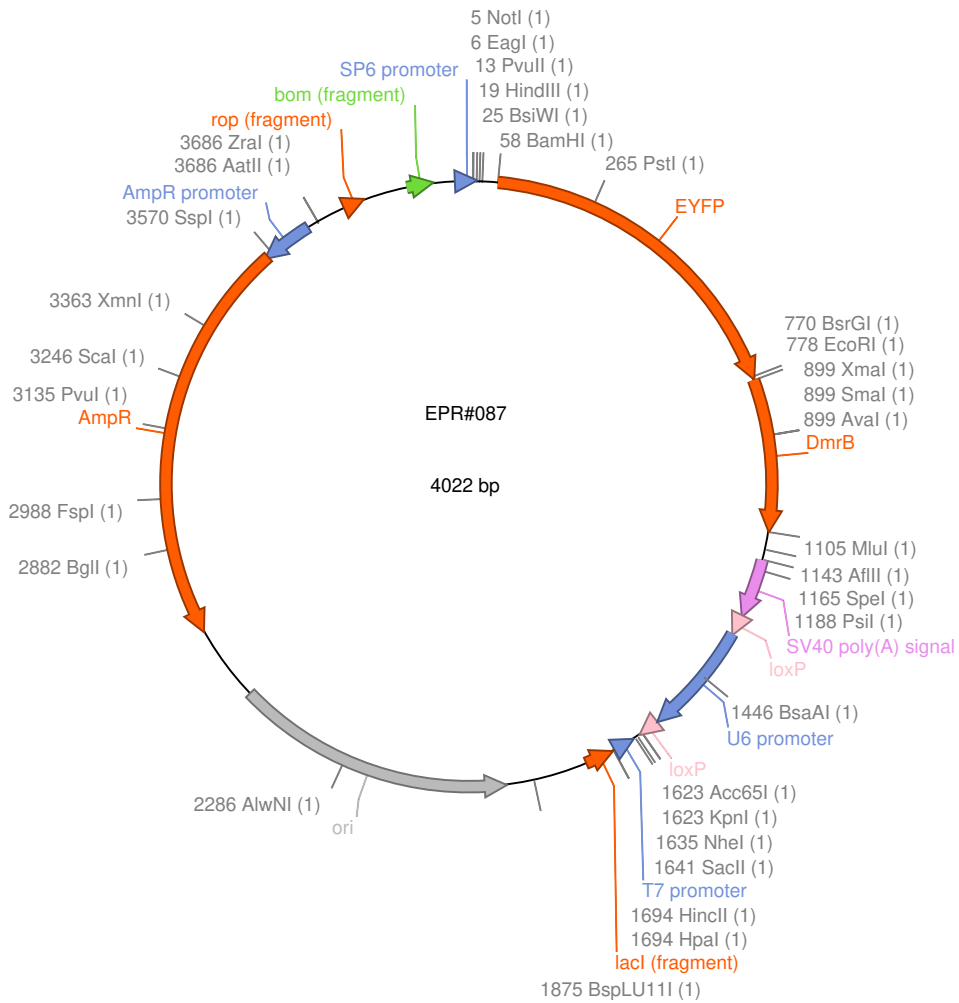 5 NotI (1)
6 EagI (1)
SP6 promoter
13 PvuII (1)
bom (fragment)
19 HindIII (1)
rop (fragment)
25 BsiWI (1)
3686 ZraI (1)
58 BamHI (1)
3686 AatII (1)
265 PstI (1)
AmpR promoter
EYFP
3570 SspI (1)
3363 XmnI (1)
770 BsrGI (1)
778 EcoRI (1)
3246 ScaI (1)
899 XmaI (1)
3135 PvuI (1)
899 SmaI (1)
AmpR
EPR#087
899 AvaI (1)
DmrB
4022 bp
2988 FspI (1)
1105 MluI (1)
2882 BglI (1)
1143 AflII (1)
1165 SpeI (1)
1188 PsiI (1)
SV40 poly(A) signal
loxP
1446 BsaAI (1)
U6 promoter
loxP
1623 Acc65I (1)
2286 AlwNI (1)
1623 KpnI (1)
ori
1635 NheI (1)
1641 SacII (1)
T7 promoter
1694 HincII (1)
1694 HpaI (1)
lacI (fragment)
1875 BspLU11I (1)